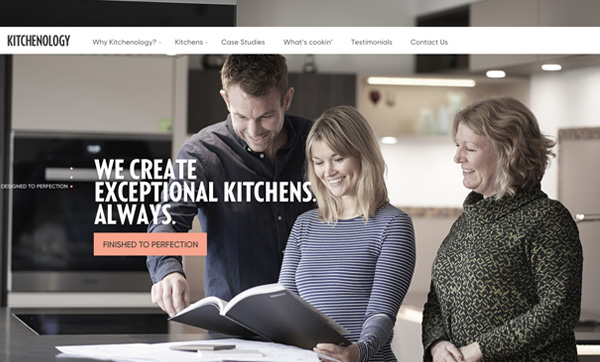 KITCHENOLOGY
Why Kitchenology? Kitchens Case Studies What's cookin' Testimonials Contact Us
WE CREATE
EXCEPTIONAL KITCHENS.
ALWAYS
DESIGNED TO PERFECTION
FINISHED TO PERFECTION